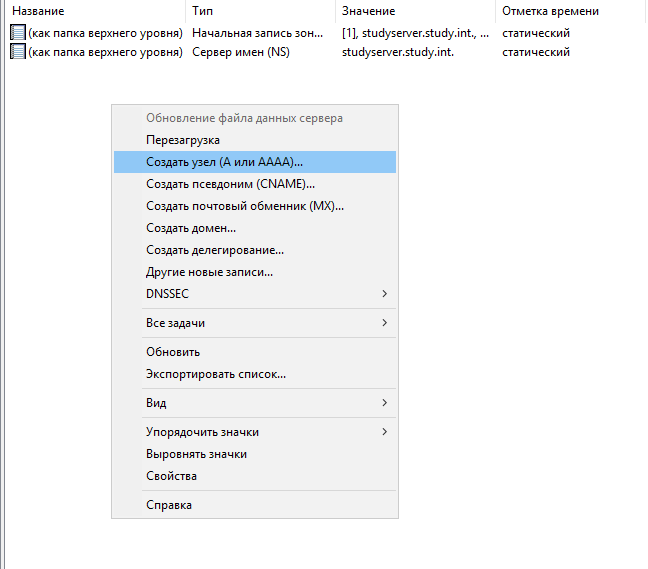 Название Тип Значение Отметка времени
(как папка верхнего уровня) Начальная запись зон... [1], studyserver.study.int., ... статический
(как папка верхнего уровня) Сервер имен (NS) studyserver.study.int. статический
Обновление файла данных сервера
Перезагрузка
Создать узел (A или AAAA)...
Создать псевдоним (CNAME)...
Создать почтовый обменник (MX)...
Создать домен...
Создать делегирование...
Другие новые записи...
DNSSEC
Все задачи
Обновить
Экспортировать список...
Вид
Упорядочить значки
Выровнять значки
Свойства
Справка